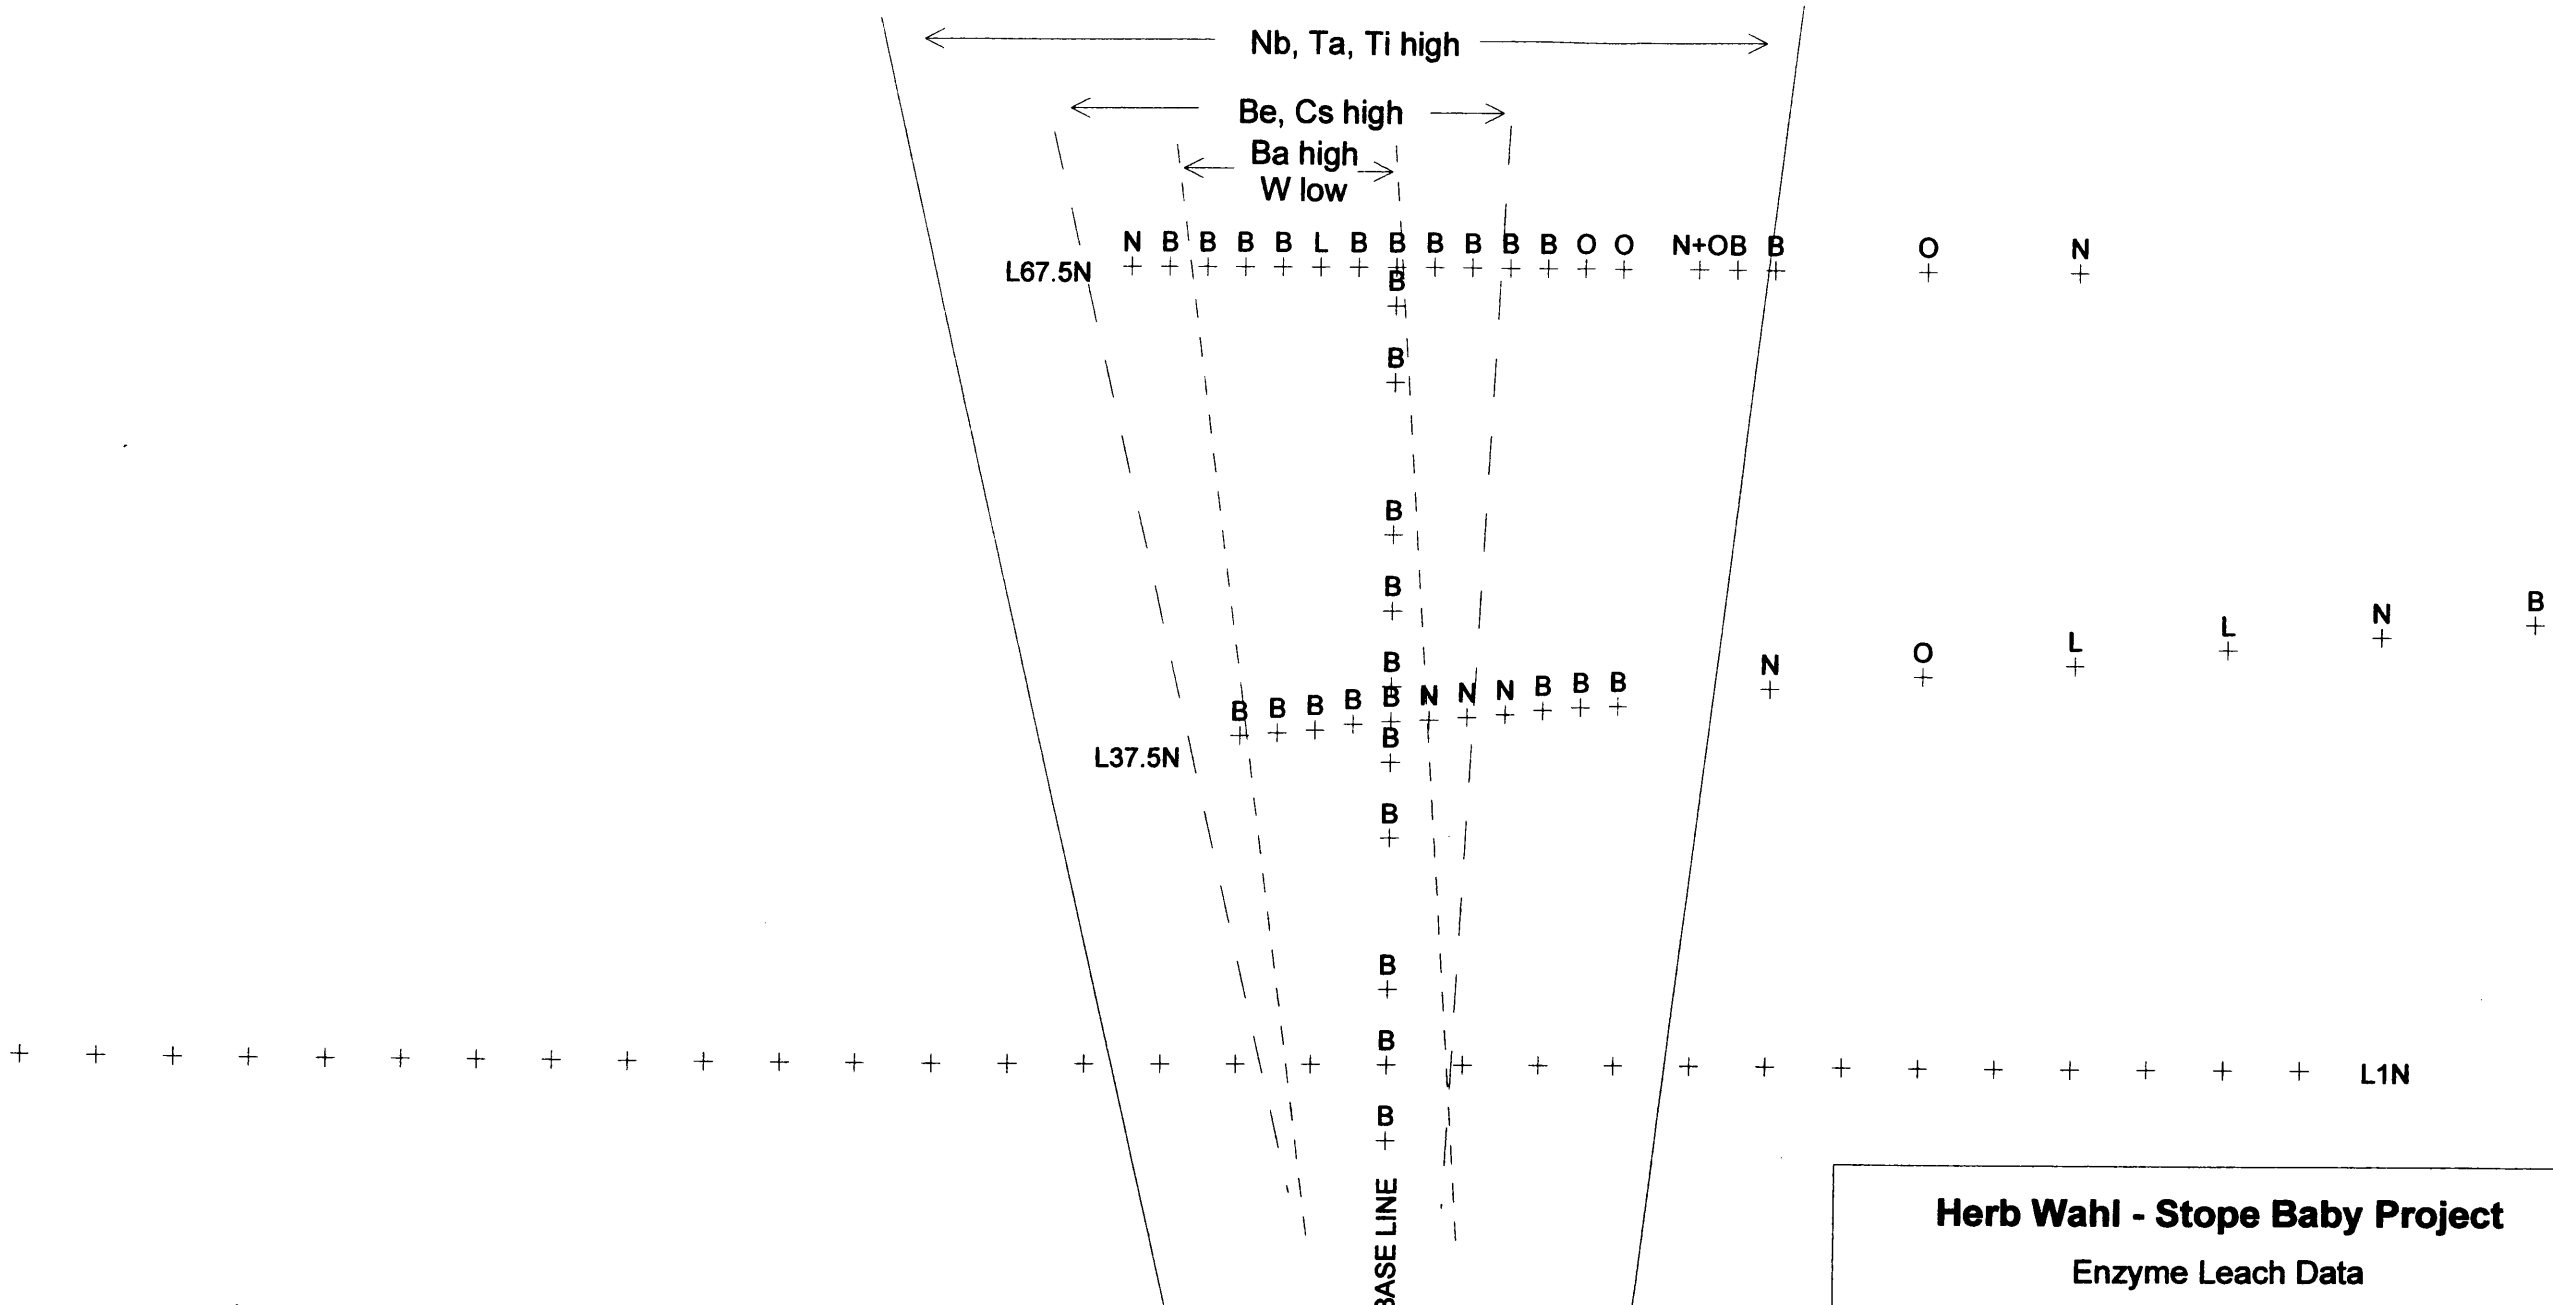 Nb, Ta, Ti high
Be, Cs high
Ba high
W low
N B B B B L B B B B B B O O N+OB B O N
L67.5N
B
B
B
B
B
B
N
L
L
N
O
N
B B B B B N N N B B B
B
L37.5N
B
B
B
L1N
B
BASE LINE
Herb Wahl - Stope Baby Project
Enzyme Leach Data